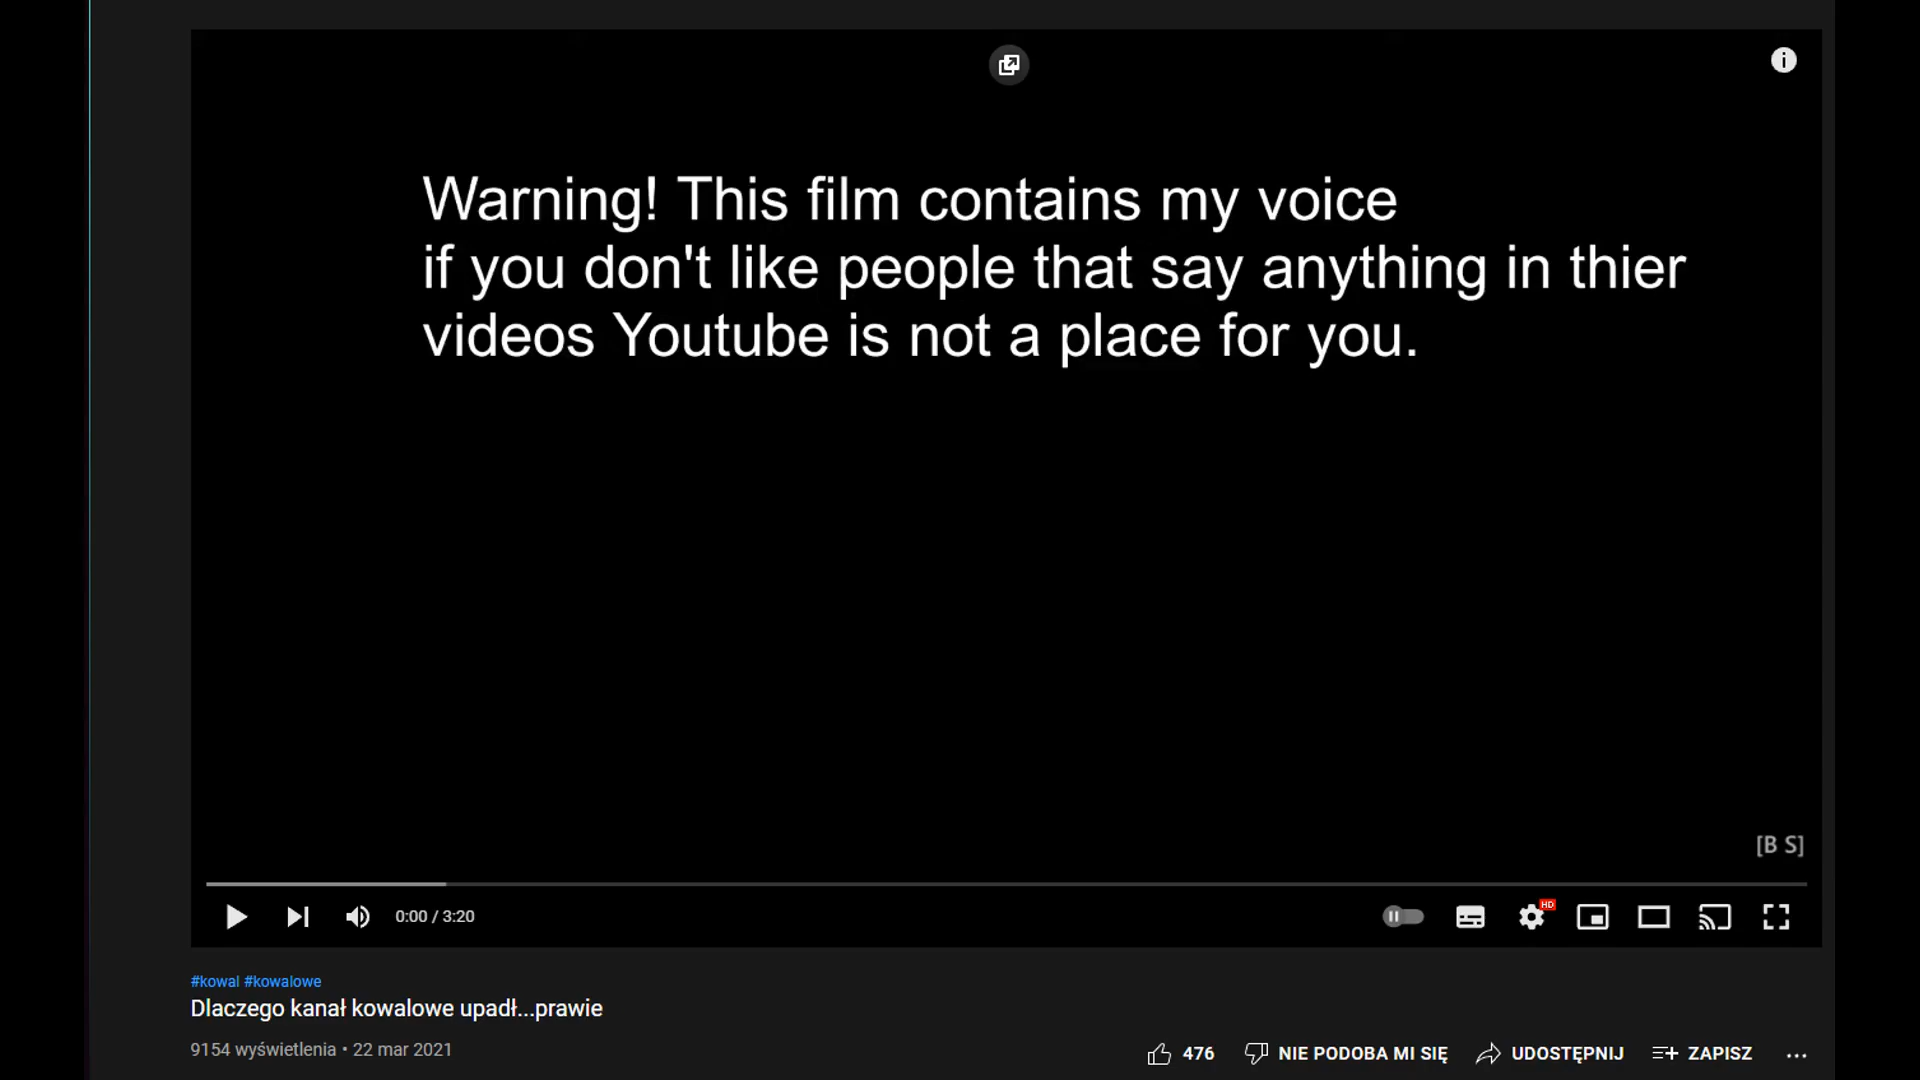 Warning! This film contains my voice
if you don't like people that say anything in thier
videos Youtube is not a place for you.
[B S]
0:00 / 3:20
HD
#kowal #kowalowe
Dlaczego kanał kowalowe upadł...prawie
9154 wyświetlenia • 22 mar 2021
476 NIE PODOBA MI SIĘ UDOSTĘPNIJ ZAPISZ